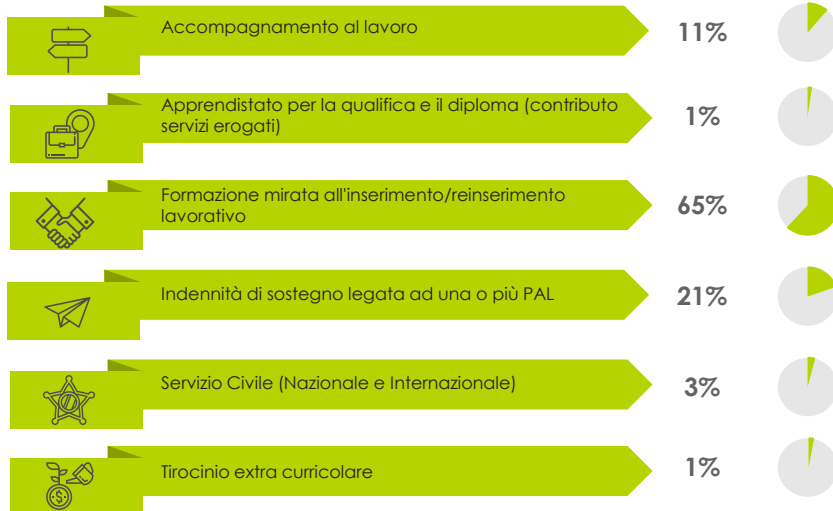 Accompagnamento al lavoro
11%
Apprendistato per la qualifica e il diploma (contributo
servizi erogati)
1%
Formazione mirata all'inserimento/reinserimento
lavorativo
65%
Indennità di sostegno legata ad una o più PAL
21%
Servizio Civile (Nazionale e Internazionale)
3%
Tirocinio extra curricolare
1%